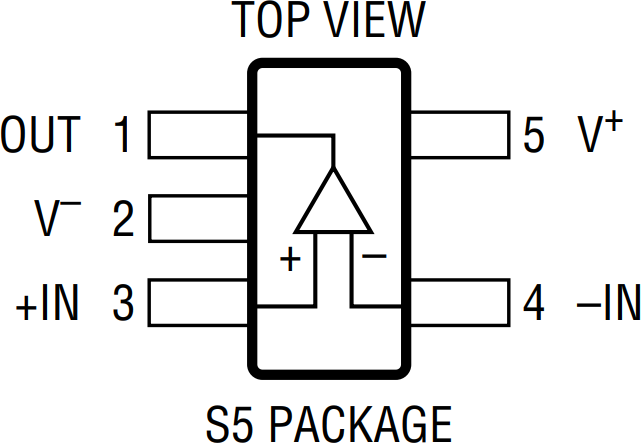 TOP VIEW
OUT 1
5 V+
V– 2
+IN 3
+ –
4 –IN
S5 PACKAGE